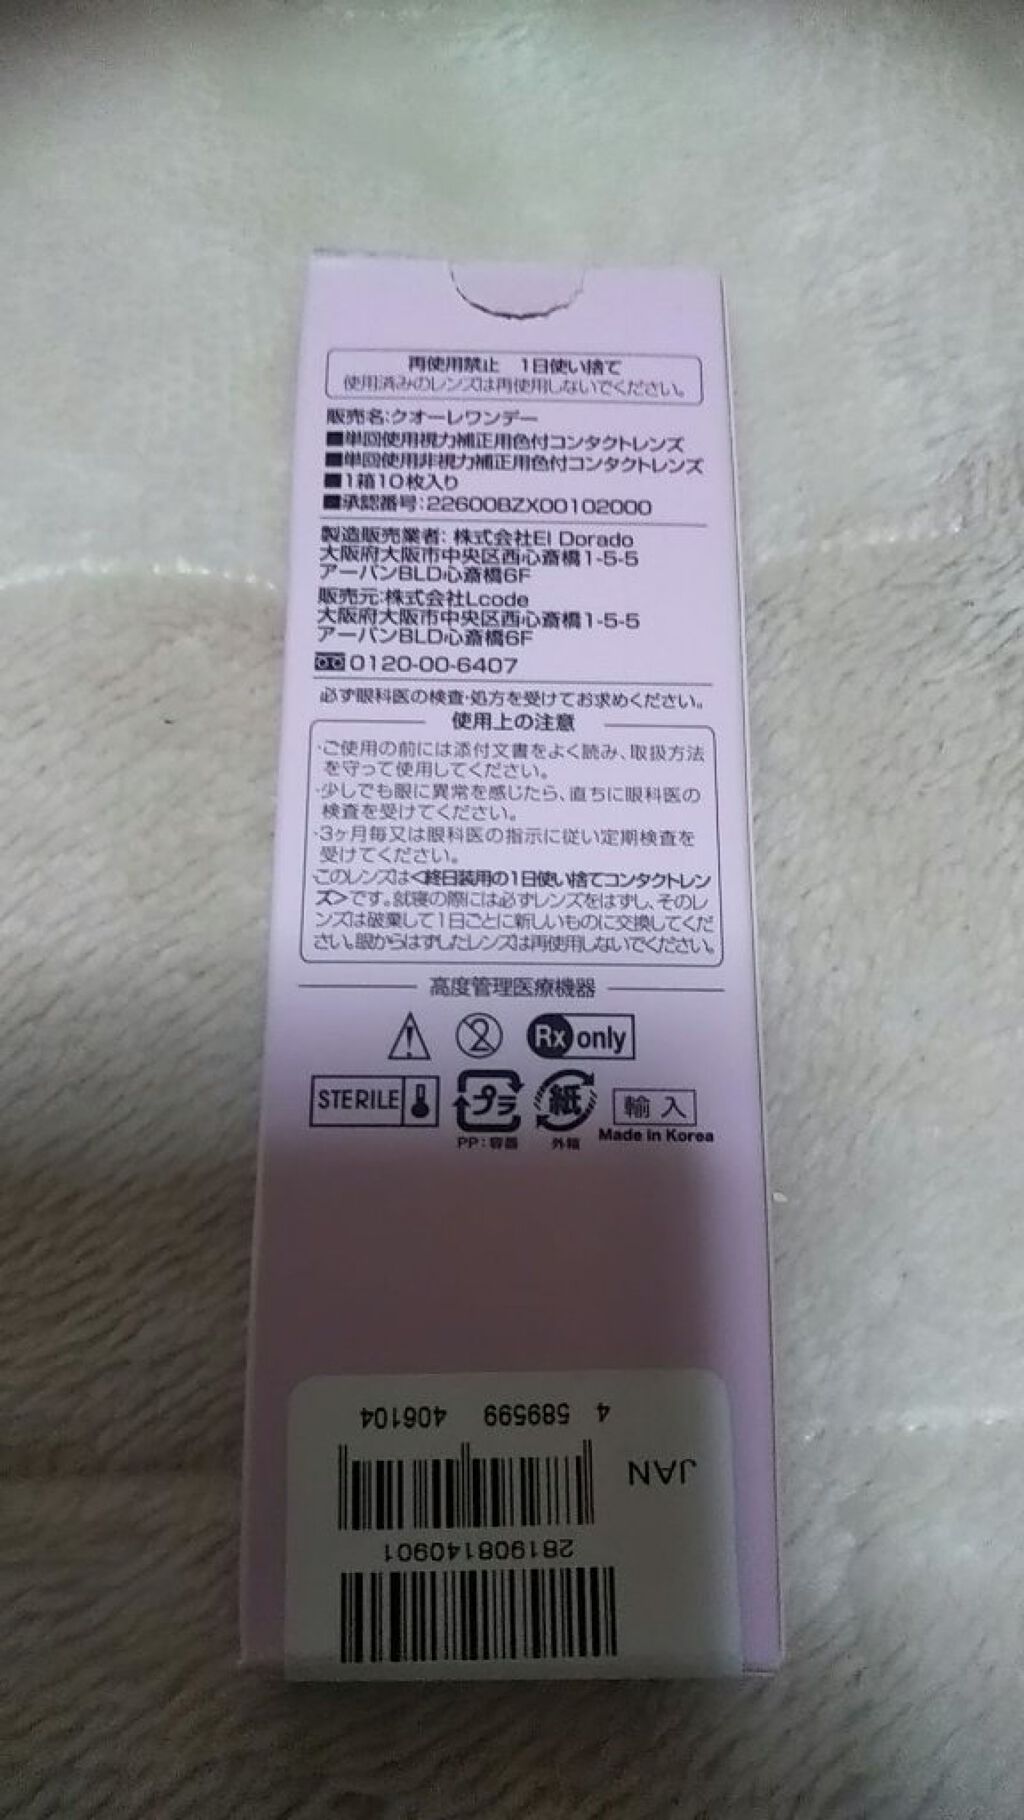 再使用禁止 1日使い捨て
使用済みのレンズは再使用しないでください。
販売名:クオーレワンデー
■単回使用視力補正用色付コンタクトレンズ
■単回使用非視力補正用色付コンタクトレンズ
■1箱10枚入り
■承認番号:22600BZX00102000
製造販売業者: 株式会社El Dorado
大阪府大阪市中央区西心斎橋1-5-5
アーバンBLD心斎橋6F
販売元:株式会社Lcode
大阪府大阪市中央区西心斎橋1-5-5
アーバンBLD心斎橋6F
0120-00-6407
必ず眼科医の検査・処方を受けてお求めください。
使用上の注意
・ご使用の前には添付文書をよく読み、取扱方法
を守って使用してください。
・少しでも眼に異常を感じたら、直ちに眼科医の
検査を受けてください。
・3ヶ月毎又は眼科医の指示に従い定期検査を
受けてください。
・このレンズは<終日装用の1日使い捨てコンタクトレン
ズ>です。就寝の際には必ずレンズをはずし、そのレ
ンズは破棄して1日ごとに新しいものに交換してくだ
さい。眼からはずしたレンズは再使用しないでください。
高度管理医療機器
2 Rx only
STERILE プラ 紙 輸入
PP:容器 外箱 Made in Korea
4 589599 406104
JAN
281908140901